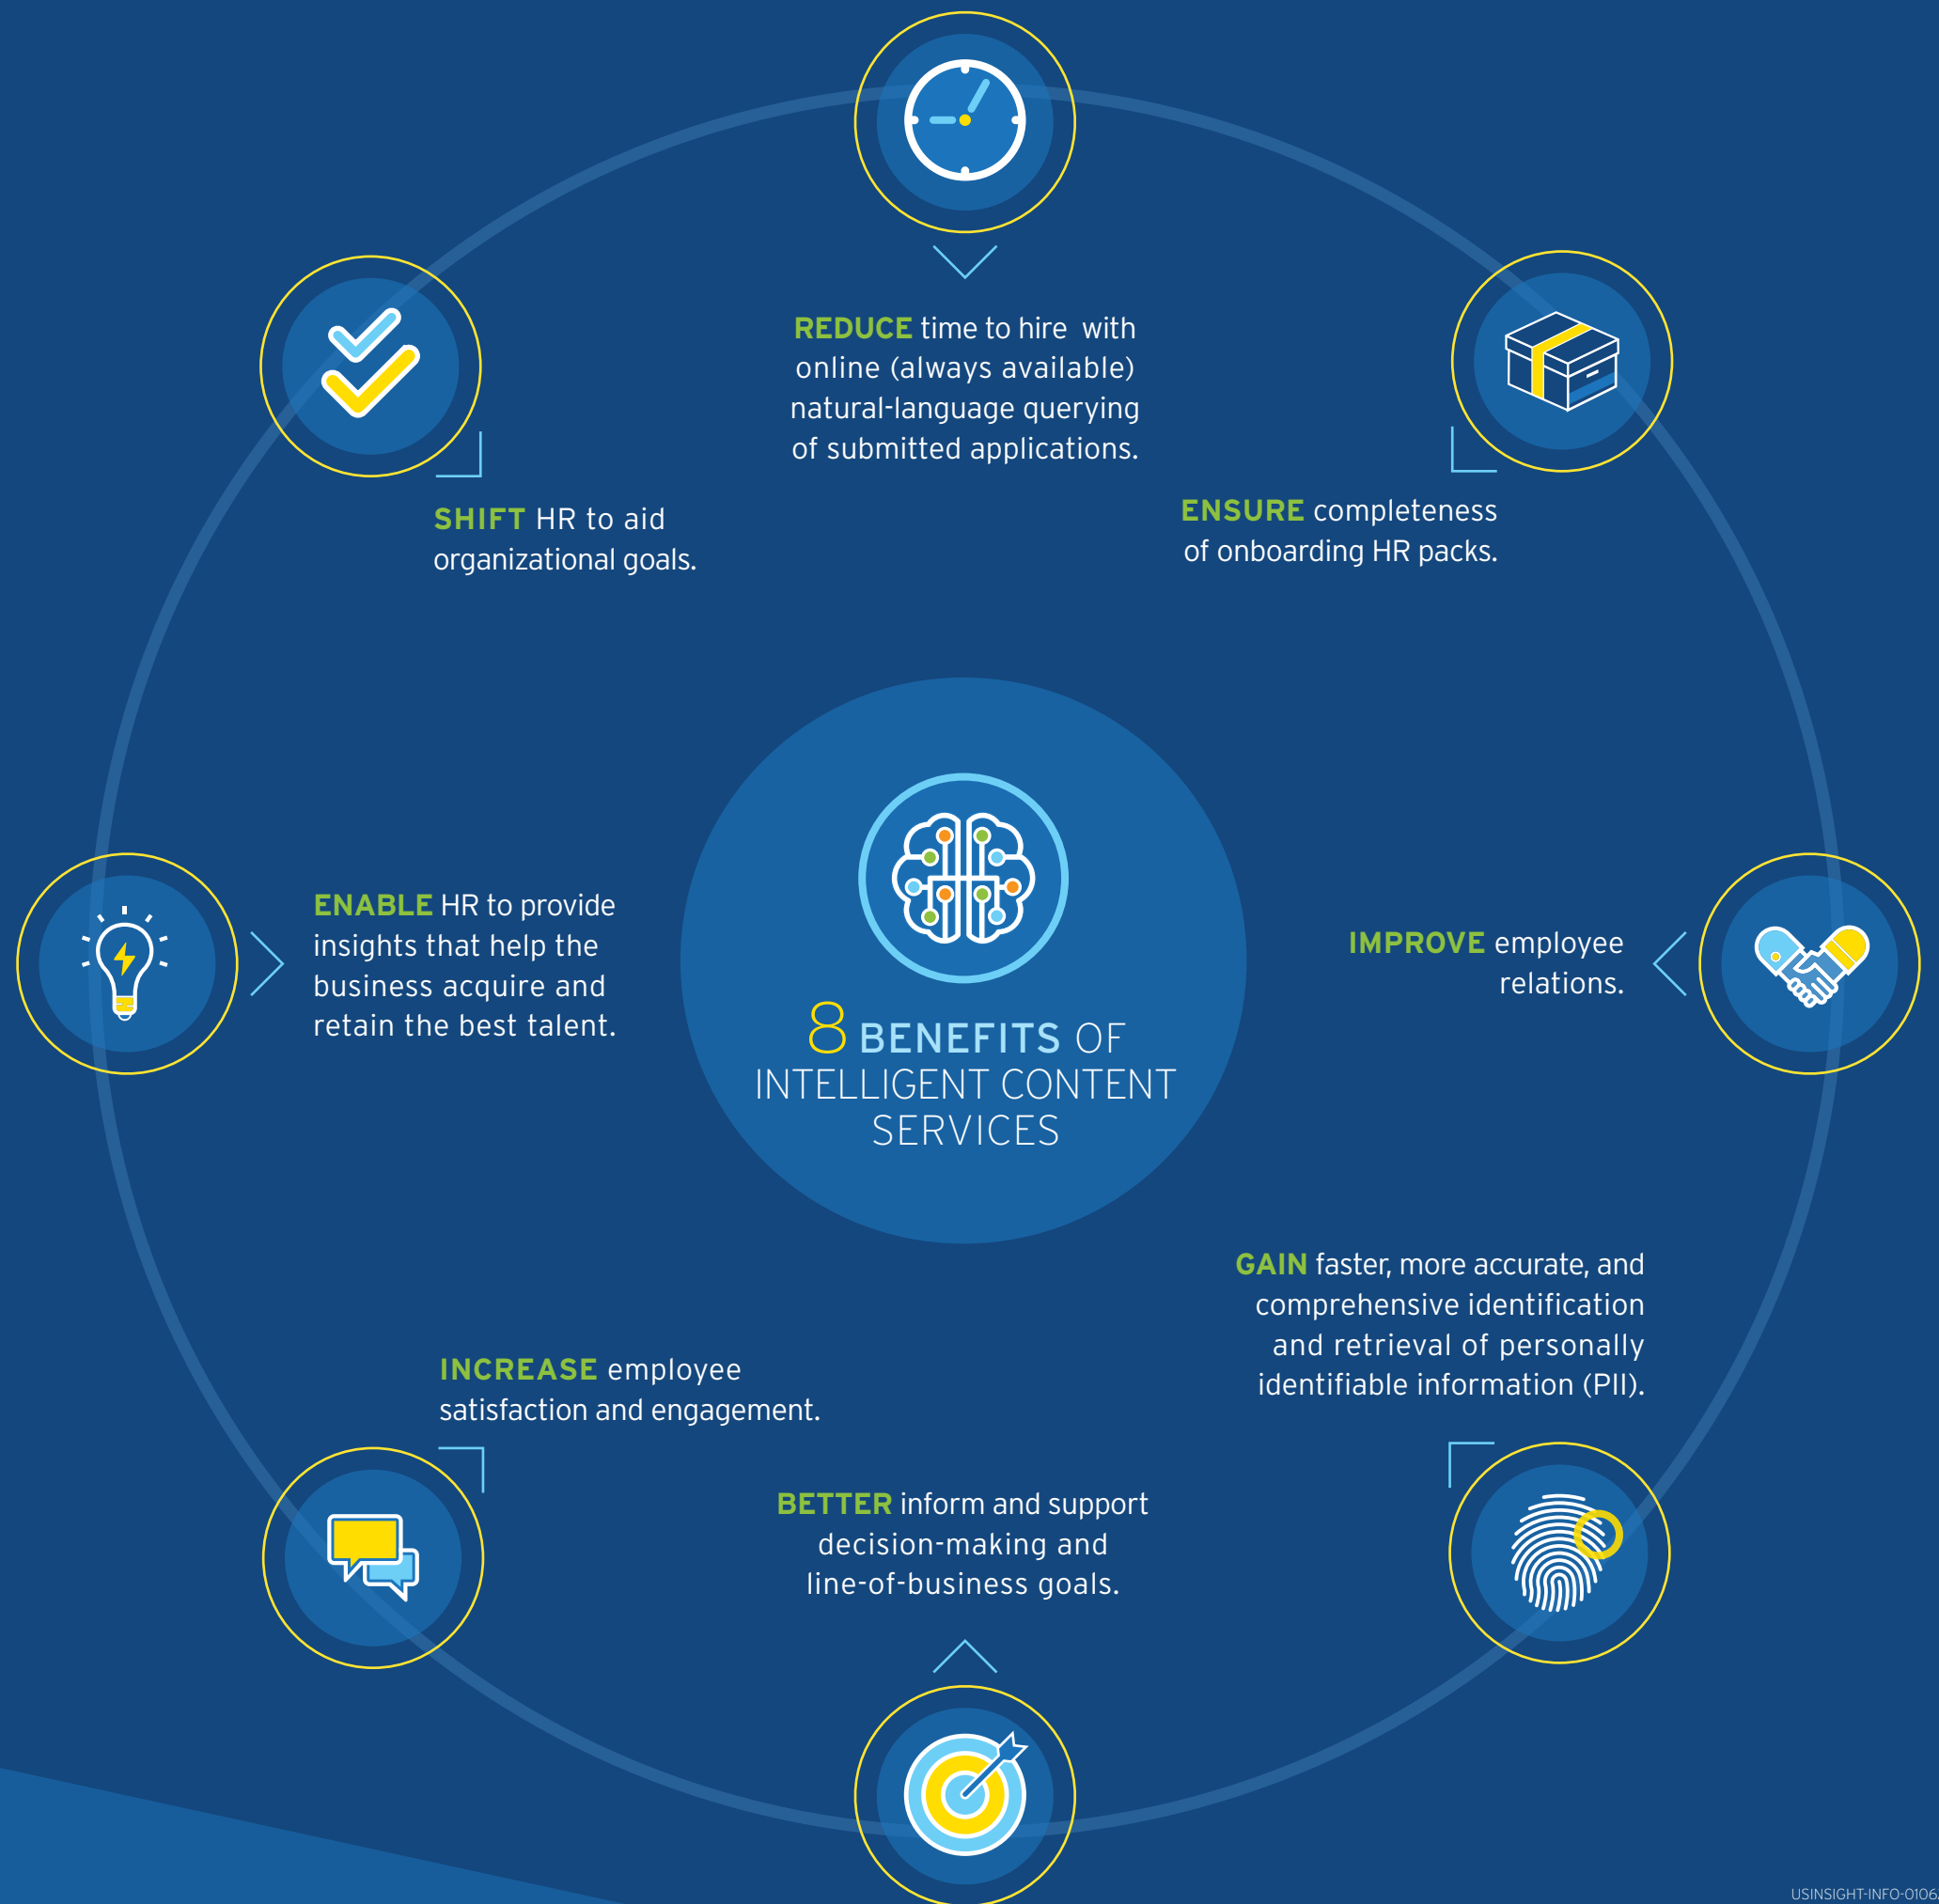 REDUCE time to hire with
online (always available)
natural-language querying
of submitted applications.
ENSURE completeness
of onboarding HR packs.
IMPROVE employee
relations.
GAIN faster, more accurate, and
comprehensive identification
and retrieval of personally
identifiable information (PII).
BETTER inform and support
decision-making and
line-of-business goals.
INCREASE employee
satisfaction and engagement.
ENABLE HR to provide
insights that help the
business acquire and
retain the best talent.
SHIFT HR to aid
organizational goals.
8 BENEFITS OF
INTELLIGENT CONTENT
SERVICES